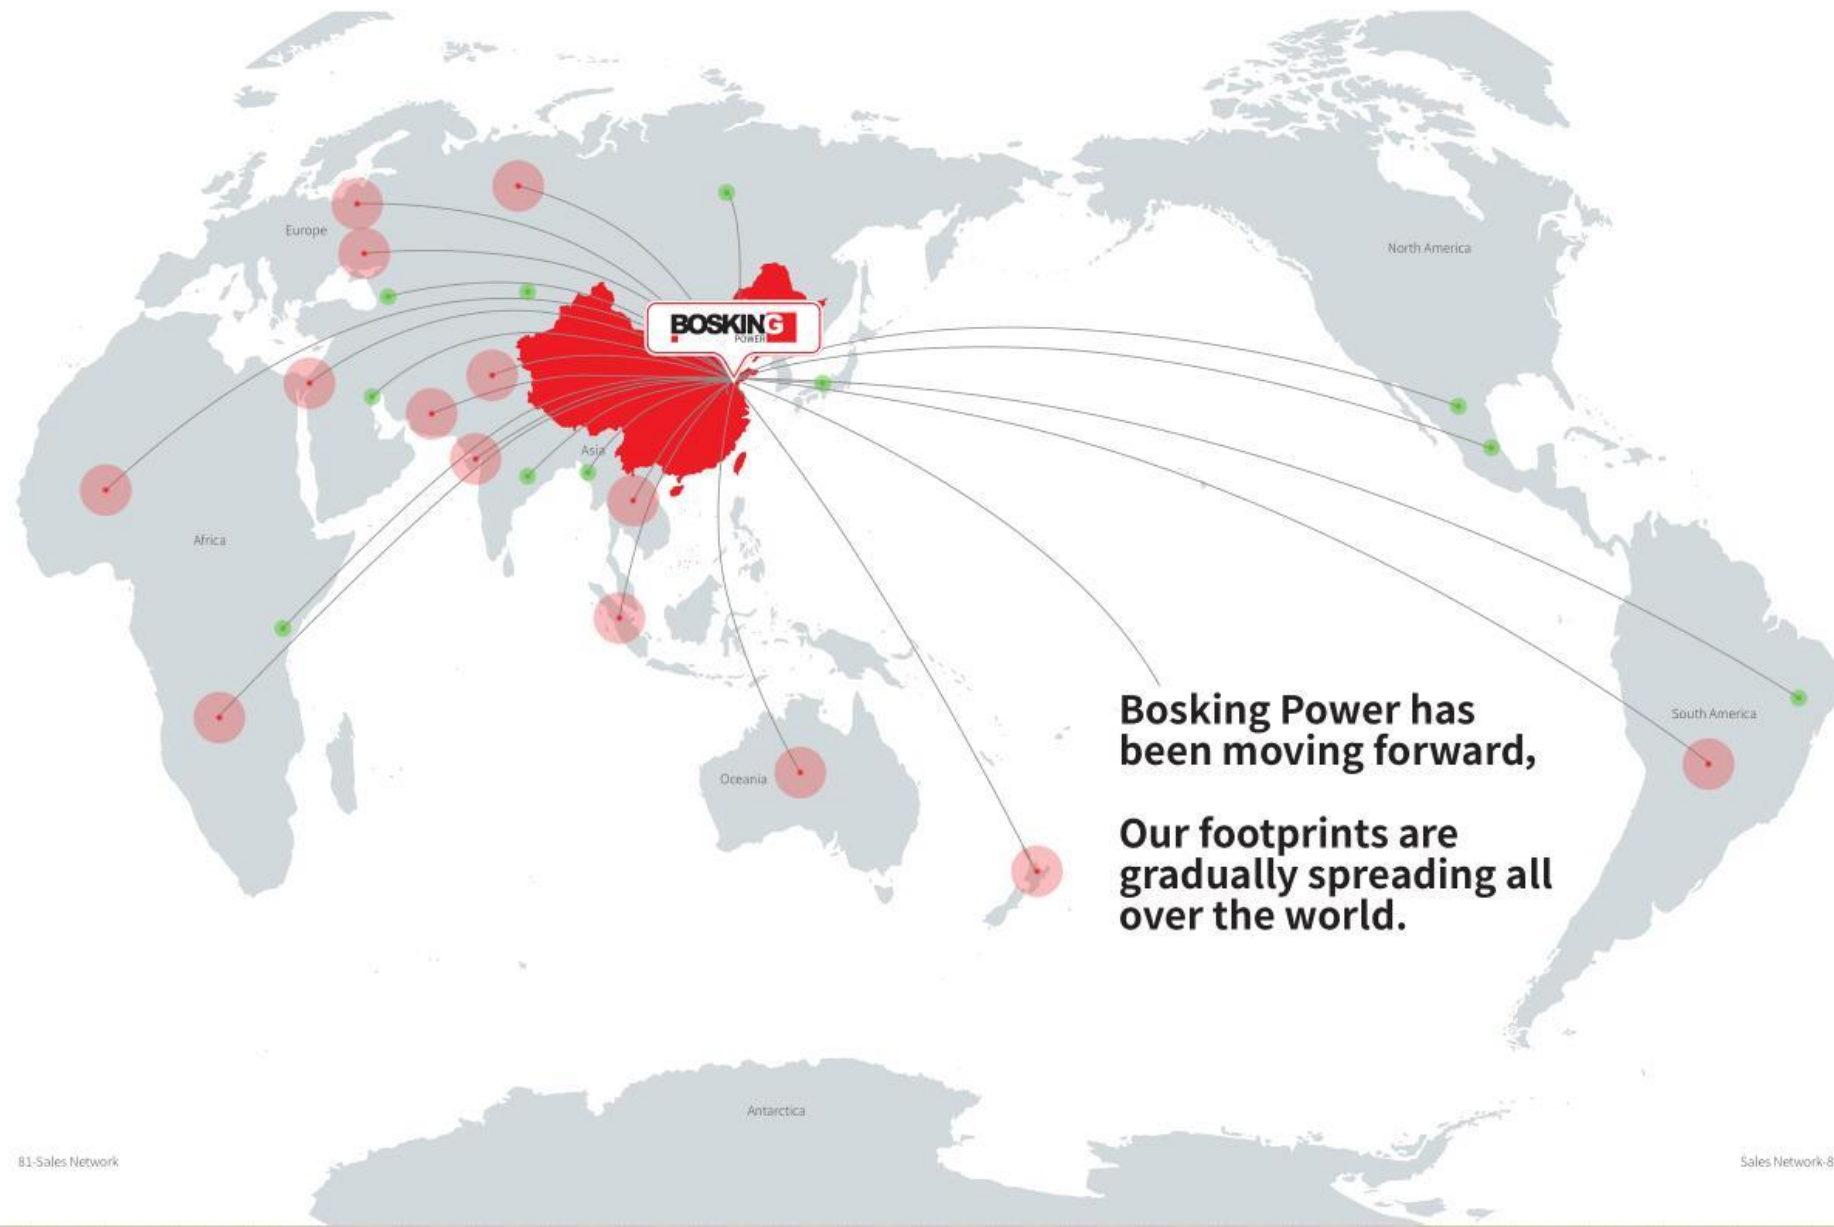 Europe
North America
BOSKING
POWER
Asia
Africa
Bosking Power has
been moving forward,
South America
Oceania
Our footprints are
gradually spreading all
over the world.
Antarctica
81-Sales Network
Sales Network-8